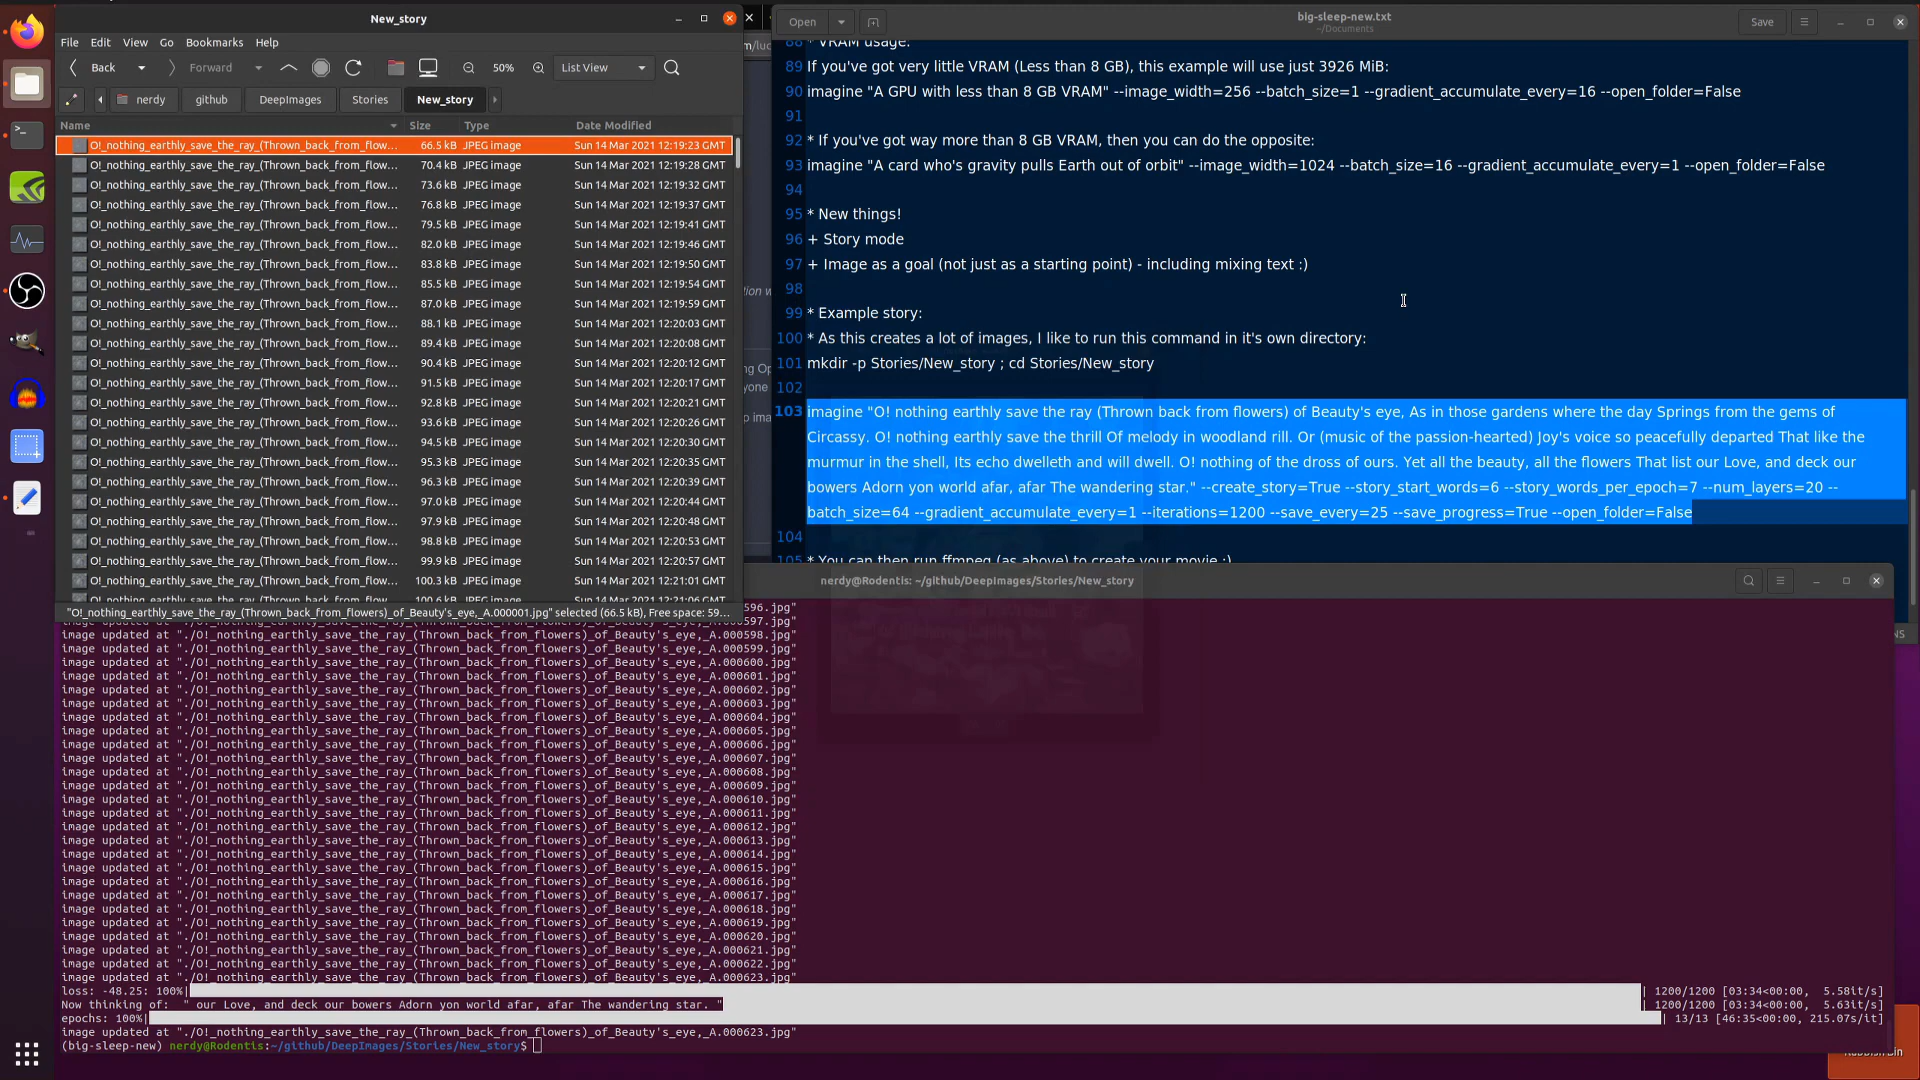 New_story
File Edit View Go Bookmarks Help
Back Forward 50% List View
nerdy github DeepImages Stories New_story
Name Size Type Date Modified
O!_nothing_earthly_save_the_ray_(Thrown_back_from_flow... 66.5 kB JPEG image Sun 14 Mar 2021 12:19:23 GMT
O!_nothing_earthly_save_the_ray_(Thrown_back_from_flow... 70.4 kB JPEG image Sun 14 Mar 2021 12:19:28 GMT
O!_nothing_earthly_save_the_ray_(Thrown_back_from_flow... 73.6 kB JPEG image Sun 14 Mar 2021 12:19:32 GMT
O!_nothing_earthly_save_the_ray_(Thrown_back_from_flow... 76.8 kB JPEG image Sun 14 Mar 2021 12:19:37 GMT
O!_nothing_earthly_save_the_ray_(Thrown_back_from_flow... 79.5 kB JPEG image Sun 14 Mar 2021 12:19:41 GMT
O!_nothing_earthly_save_the_ray_(Thrown_back_from_flow... 82.0 kB JPEG image Sun 14 Mar 2021 12:19:46 GMT
O!_nothing_earthly_save_the_ray_(Thrown_back_from_flow... 83.8 kB JPEG image Sun 14 Mar 2021 12:19:50 GMT
O!_nothing_earthly_save_the_ray_(Thrown_back_from_flow... 85.5 kB JPEG image Sun 14 Mar 2021 12:19:54 GMT
O!_nothing_earthly_save_the_ray_(Thrown_back_from_flow... 87.0 kB JPEG image Sun 14 Mar 2021 12:19:59 GMT
O!_nothing_earthly_save_the_ray_(Thrown_back_from_flow... 88.1 kB JPEG image Sun 14 Mar 2021 12:20:03 GMT
O!_nothing_earthly_save_the_ray_(Thrown_back_from_flow... 89.4 kB JPEG image Sun 14 Mar 2021 12:20:08 GMT
O!_nothing_earthly_save_the_ray_(Thrown_back_from_flow... 90.4 kB JPEG image Sun 14 Mar 2021 12:20:12 GMT
O!_nothing_earthly_save_the_ray_(Thrown_back_from_flow... 91.5 kB JPEG image Sun 14 Mar 2021 12:20:17 GMT
O!_nothing_earthly_save_the_ray_(Thrown_back_from_flow... 92.8 kB JPEG image Sun 14 Mar 2021 12:20:21 GMT
O!_nothing_earthly_save_the_ray_(Thrown_back_from_flow... 93.6 kB JPEG image Sun 14 Mar 2021 12:20:26 GMT
O!_nothing_earthly_save_the_ray_(Thrown_back_from_flow... 94.5 kB JPEG image Sun 14 Mar 2021 12:20:30 GMT
O!_nothing_earthly_save_the_ray_(Thrown_back_from_flow... 95.3 kB JPEG image Sun 14 Mar 2021 12:20:35 GMT
O!_nothing_earthly_save_the_ray_(Thrown_back_from_flow... 96.3 kB JPEG image Sun 14 Mar 2021 12:20:39 GMT
O!_nothing_earthly_save_the_ray_(Thrown_back_from_flow... 97.0 kB JPEG image Sun 14 Mar 2021 12:20:44 GMT
O!_nothing_earthly_save_the_ray_(Thrown_back_from_flow... 97.9 kB JPEG image Sun 14 Mar 2021 12:20:48 GMT
O!_nothing_earthly_save_the_ray_(Thrown_back_from_flow... 98.8 kB JPEG image Sun 14 Mar 2021 12:20:53 GMT
O!_nothing_earthly_save_the_ray_(Thrown_back_from_flow... 99.9 kB JPEG image Sun 14 Mar 2021 12:20:57 GMT
O!_nothing_earthly_save_the_ray_(Thrown_back_from_flow... 100.3 kB JPEG image Sun 14 Mar 2021 12:21:01 GMT
O!_nothing_earthly_save_the_ray_(Thrown_back_from_flow... 100.6 kB JPEG image Sun 14 Mar 2021 12:21:06 GMT
"O!_nothing_earthly_save_the_ray_(Thrown_back_from_flowers)_of_Beauty's_eye,_A.000001.jpg" selected (66.5 kB), Free space: 59...
Open big-sleep-new.txt Save
~/Documents
88 * VRAM usage:
89 If you've got very little VRAM (Less than 8 GB), this example will use just 3926 MiB:
90 imagine "A GPU with less than 8 GB VRAM" --image_width=256 --batch_size=1 --gradient_accumulate_every=16 --open_folder=False
91
92 * If you've got way more than 8 GB VRAM, then you can do the opposite:
93 imagine "A card who's gravity pulls Earth out of orbit" --image_width=1024 --batch_size=16 --gradient_accumulate_every=1 --open_folder=False
94
95 * New things!
96 + Story mode
97 + Image as a goal (not just as a starting point) - including mixing text :)
98
99 * Example story:
100 * As this creates a lot of images, I like to run this command in it's own directory:
101 mkdir -p Stories/New_story ; cd Stories/New_story
102
103 imagine "O! nothing earthly save the ray (Thrown back from flowers) of Beauty's eye, As in those gardens where the day Springs from the gems of
Circassy. O! nothing earthly save the thrill Of melody in woodland rill. Or (music of the passion-hearted) Joy's voice so peacefully departed That like the
murmur in the shell, Its echo dwelleth and will dwell. O! nothing of the dross of ours. Yet all the beauty, all the flowers That list our Love, and deck our
bowers Adorn yon world afar, afar The wandering star." --create_story=True --story_start_words=6 --story_words_per_epoch=7 --num_layers=20 --
batch_size=64 --gradient_accumulate_every=1 --iterations=1200 --save_every=25 --save_progress=True --open_folder=False
104
105 * You can then run ffmpeg (as above) to create your movie :)
nerdy@Rodentis: ~/github/DeepImages/Stories/New_story
596.jpg"
image updated at "./O!_nothing_earthly_save_the_ray_(Thrown_back_from_flowers)_of_Beauty's_eye,_A.000597.jpg"
image updated at "./O!_nothing_earthly_save_the_ray_(Thrown_back_from_flowers)_of_Beauty's_eye,_A.000598.jpg"
image updated at "./O!_nothing_earthly_save_the_ray_(Thrown_back_from_flowers)_of_Beauty's_eye,_A.000599.jpg"
image updated at "./O!_nothing_earthly_save_the_ray_(Thrown_back_from_flowers)_of_Beauty's_eye,_A.000600.jpg"
image updated at "./O!_nothing_earthly_save_the_ray_(Thrown_back_from_flowers)_of_Beauty's_eye,_A.000601.jpg"
image updated at "./O!_nothing_earthly_save_the_ray_(Thrown_back_from_flowers)_of_Beauty's_eye,_A.000602.jpg"
image updated at "./O!_nothing_earthly_save_the_ray_(Thrown_back_from_flowers)_of_Beauty's_eye,_A.000603.jpg"
image updated at "./O!_nothing_earthly_save_the_ray_(Thrown_back_from_flowers)_of_Beauty's_eye,_A.000604.jpg"
image updated at "./O!_nothing_earthly_save_the_ray_(Thrown_back_from_flowers)_of_Beauty's_eye,_A.000605.jpg"
image updated at "./O!_nothing_earthly_save_the_ray_(Thrown_back_from_flowers)_of_Beauty's_eye,_A.000606.jpg"
image updated at "./O!_nothing_earthly_save_the_ray_(Thrown_back_from_flowers)_of_Beauty's_eye,_A.000607.jpg"
image updated at "./O!_nothing_earthly_save_the_ray_(Thrown_back_from_flowers)_of_Beauty's_eye,_A.000608.jpg"
image updated at "./O!_nothing_earthly_save_the_ray_(Thrown_back_from_flowers)_of_Beauty's_eye,_A.000609.jpg"
image updated at "./O!_nothing_earthly_save_the_ray_(Thrown_back_from_flowers)_of_Beauty's_eye,_A.000610.jpg"
image updated at "./O!_nothing_earthly_save_the_ray_(Thrown_back_from_flowers)_of_Beauty's_eye,_A.000611.jpg"
image updated at "./O!_nothing_earthly_save_the_ray_(Thrown_back_from_flowers)_of_Beauty's_eye,_A.000612.jpg"
image updated at "./O!_nothing_earthly_save_the_ray_(Thrown_back_from_flowers)_of_Beauty's_eye,_A.000613.jpg"
image updated at "./O!_nothing_earthly_save_the_ray_(Thrown_back_from_flowers)_of_Beauty's_eye,_A.000614.jpg"
image updated at "./O!_nothing_earthly_save_the_ray_(Thrown_back_from_flowers)_of_Beauty's_eye,_A.000615.jpg"
image updated at "./O!_nothing_earthly_save_the_ray_(Thrown_back_from_flowers)_of_Beauty's_eye,_A.000616.jpg"
image updated at "./O!_nothing_earthly_save_the_ray_(Thrown_back_from_flowers)_of_Beauty's_eye,_A.000617.jpg"
image updated at "./O!_nothing_earthly_save_the_ray_(Thrown_back_from_flowers)_of_Beauty's_eye,_A.000618.jpg"
image updated at "./O!_nothing_earthly_save_the_ray_(Thrown_back_from_flowers)_of_Beauty's_eye,_A.000619.jpg"
image updated at "./O!_nothing_earthly_save_the_ray_(Thrown_back_from_flowers)_of_Beauty's_eye,_A.000620.jpg"
image updated at "./O!_nothing_earthly_save_the_ray_(Thrown_back_from_flowers)_of_Beauty's_eye,_A.000621.jpg"
image updated at "./O!_nothing_earthly_save_the_ray_(Thrown_back_from_flowers)_of_Beauty's_eye,_A.000622.jpg"
image updated at "./O!_nothing_earthly_save_the_ray_(Thrown_back_from_flowers)_of_Beauty's_eye,_A.000623.jpg"
loss: -48.25: 100%| | 1200/1200 [03:34<00:00, 5.58it/s]
Now thinking of: " our Love, and deck our bowers Adorn yon world afar, afar The wandering star. " | 1200/1200 [03:34<00:00, 5.63it/s]
epochs: 100%| | 13/13 [46:35<00:00, 215.07s/it]
image updated at "./O!_nothing_earthly_save_the_ray_(Thrown_back_from_flowers)_of_Beauty's_eye,_A.000623.jpg"
(big-sleep-new) nerdy@Rodentis:~/github/DeepImages/Stories/New_story$